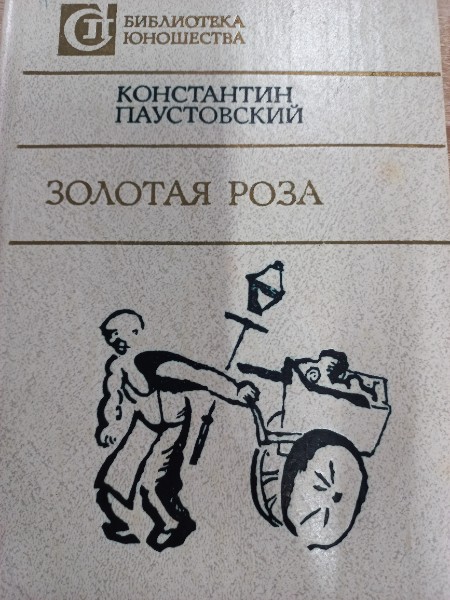 БИБЛИОТЕКА
ЮНОШЕСТВА
КОНСТАНТИН
ПАУСТОВСКИЙ
ЗОЛОТАЯ РОЗА